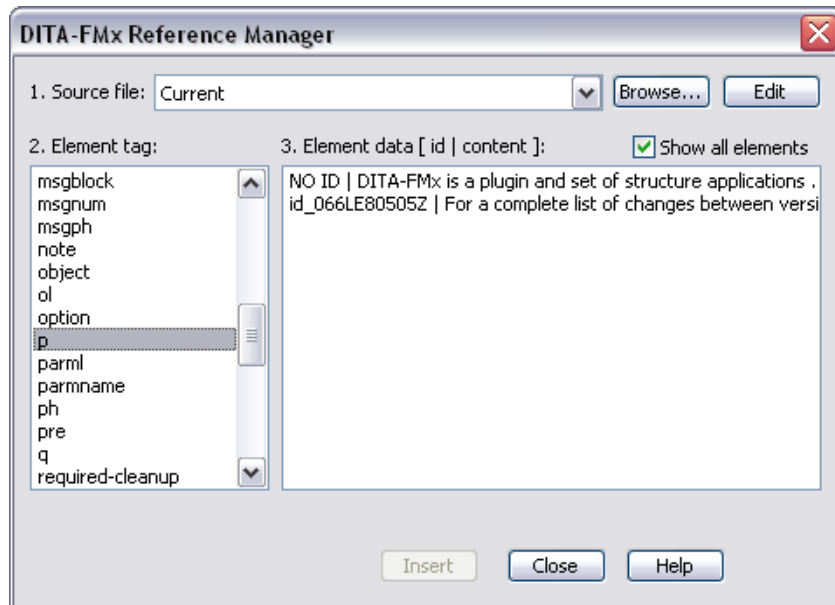 DITA-FMx Reference Manager
1. Source file: Current Browse... Edit
2. Element tag: 3. Element data [ id | content ]: Show all elements
msgblock
msgnum
msgph
note
object
ol
option
p
parml
parmname
ph
pre
q
required-cleanup
NO ID | DITA-FMx is a plugin and set of structure applications .
id_066LE80505Z | For a complete list of changes between versi
Insert Close Help